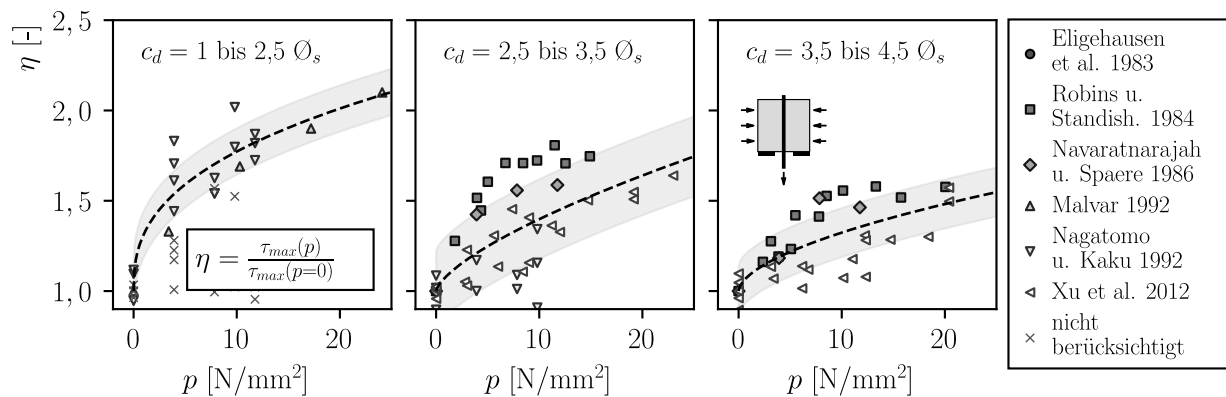 η [-]
2,5
2,0
1,5
1,0
c_d = 1 bis 2,5 Ø_s
η = τ_max(p) / τ_max(p=0)
0
10
20
p [N/mm²]
c_d = 2,5 bis 3,5 Ø_s
0
10
20
p [N/mm²]
c_d = 3,5 bis 4,5 Ø_s
0
10
20
p [N/mm²]
Eligehausen
et al. 1983
Robins u.
Standish. 1984
Navaratnarajah
u. Spaere 1986
Malvar 1992
Nagatomo
u. Kaku 1992
Xu et al. 2012
nicht
berücksichtigt